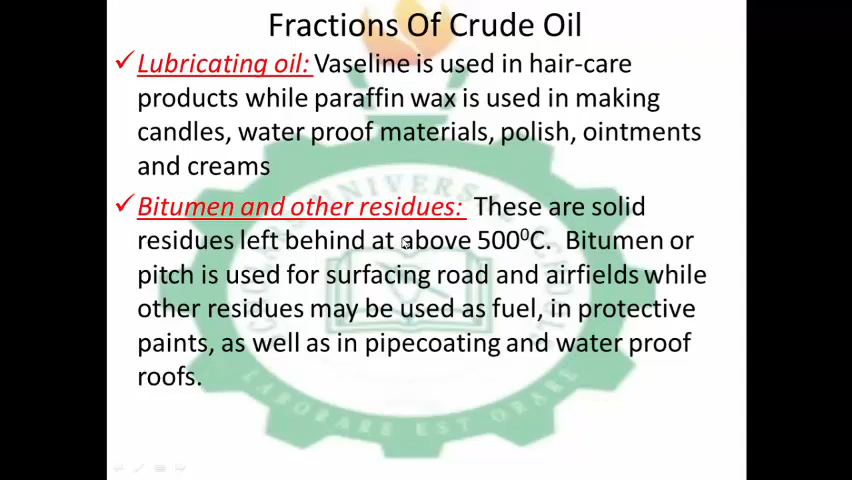 Fractions Of Crude Oil
✓ Lubricating oil: Vaseline is used in hair-care
products while paraffin wax is used in making
candles, water proof materials, polish, ointments
and creams
✓ Bitumen and other residues: These are solid
residues left behind at above 500⁰C. Bitumen or
pitch is used for surfacing road and airfields while
other residues may be used as fuel, in protective
paints, as well as in pipecoating and water proof
roofs.
LABORARE EST ORARE